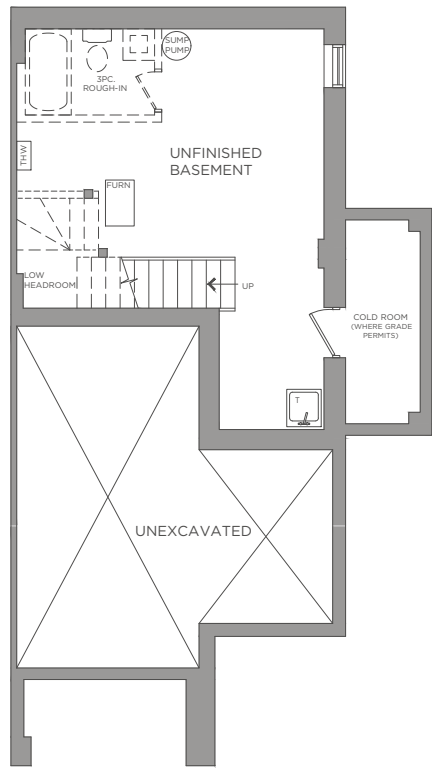 SUMP
PUMP
3PC.
ROUGH-IN
UNFINISHED
BASEMENT
THW
FURN
LOW
HEADROOM
UP
COLD ROOM
(WHERE GRADE
PERMITS)
T
UNEXCAVATED